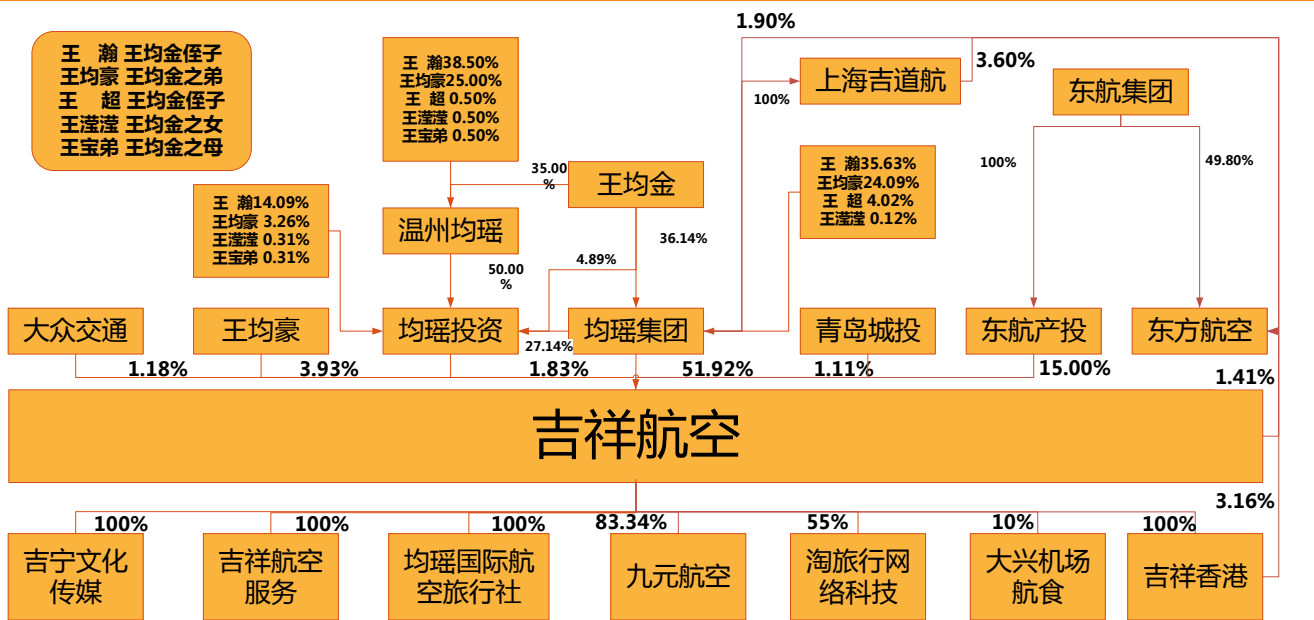 1.90%
王 瀚 王均金侄子
王均豪 王均金之弟
王 超 王均金侄子
王滢滢 王均金之女
王宝弟 王均金之母
王 瀚38.50%
王均豪25.00%
王 超 0.50%
王滢滢 0.50%
王宝弟 0.50%
上海吉道航
3.60%
东航集团
100%
35.00
%
王均金
100%
49.80%
王 瀚35.63%
王均豪24.09%
王 超 4.02%
王滢滢 0.12%
王 瀚14.09%
王均豪 3.26%
王滢滢 0.31%
王宝弟 0.31%
温州均瑶
36.14%
4.89%
50.00
%
大众交通
王均豪
均瑶投资
均瑶集团
青岛城投
东航产投
东方航空
27.14%
1.18%
3.93%
1.83%
51.92%
1.11%
15.00%
1.41%
吉祥航空
3.16%
100%
100%
100%
83.34%
55%
10%
100%
吉宁文化
传媒
吉祥航空
服务
均瑶国际航
空旅行社
九元航空
淘旅行网
络科技
大兴机场
航食
吉祥香港